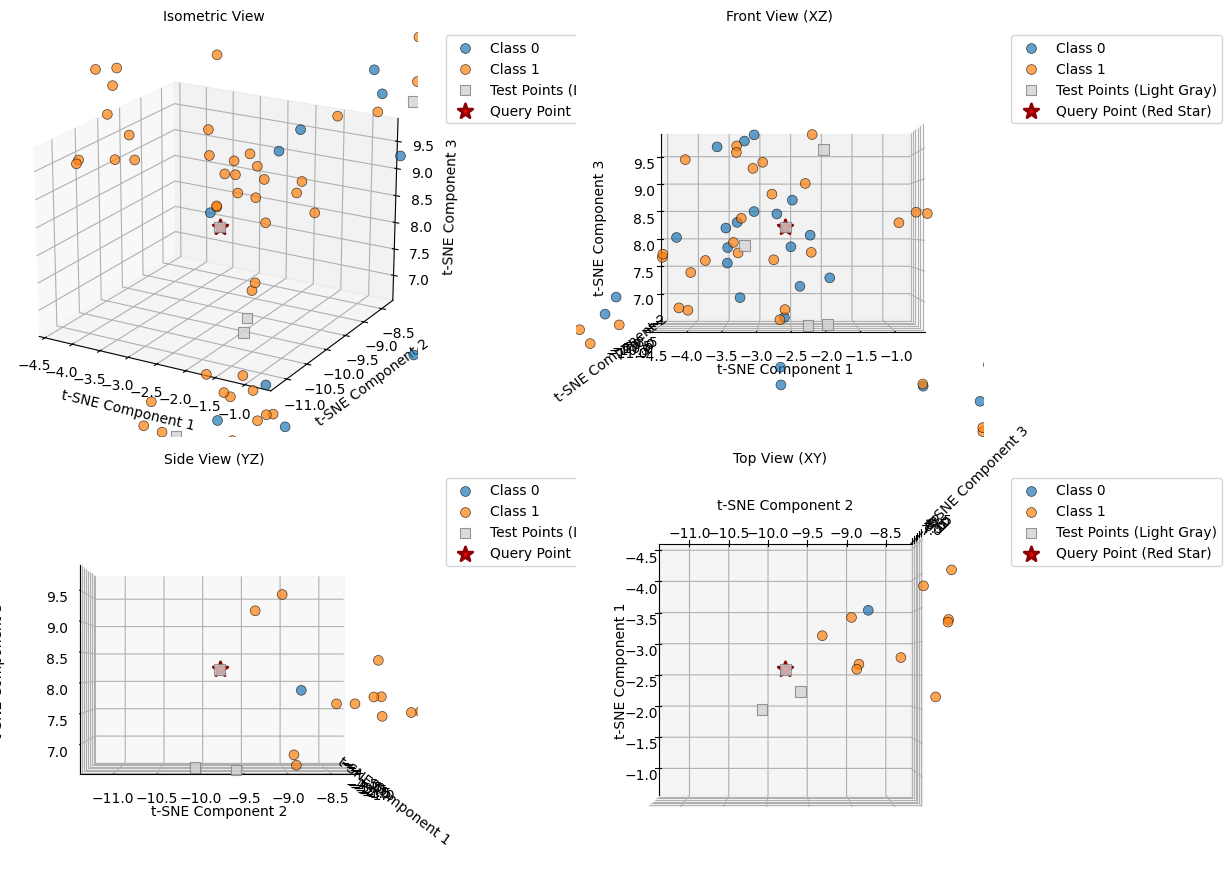 Isometric View
Class 0
Class 1
Test Points (L
Query Point
t-SNE Component 3
9.5
9.0
8.5
8.0
7.5
7.0
−8.5
−9.0
−9.5
−10.0
−10.5
−11.0
t-SNE Component 2
−4.5
−4.0
−3.5
−3.0
−2.5
−2.0
−1.5
−1.0
t-SNE Component 1
Front View (XZ)
Class 0
Class 1
Test Points (Light Gray)
Query Point (Red Star)
t-SNE Component 3
9.5
9.0
8.5
8.0
7.5
7.0
t-SNE Component 2
−4.5
−4.0
−3.5
−3.0
−2.5
−2.0
−1.5
−1.0
t-SNE Component 1
Side View (YZ)
Class 0
Class 1
Test Points (L
Query Point
9.5
9.0
8.5
8.0
7.5
7.0
−11.0
−10.5
−10.0
−9.5
−9.0
−8.5
t-SNE Component 2
t-SNE Component 1
Top View (XY)
Class 0
Class 1
Test Points (Light Gray)
Query Point (Red Star)
t-SNE Component 2
−11.0
−10.5
−10.0
−9.5
−9.0
−8.5
t-SNE Component 3
−4.5
−4.0
−3.5
−3.0
−2.5
−2.0
−1.5
−1.0
t-SNE Component 1